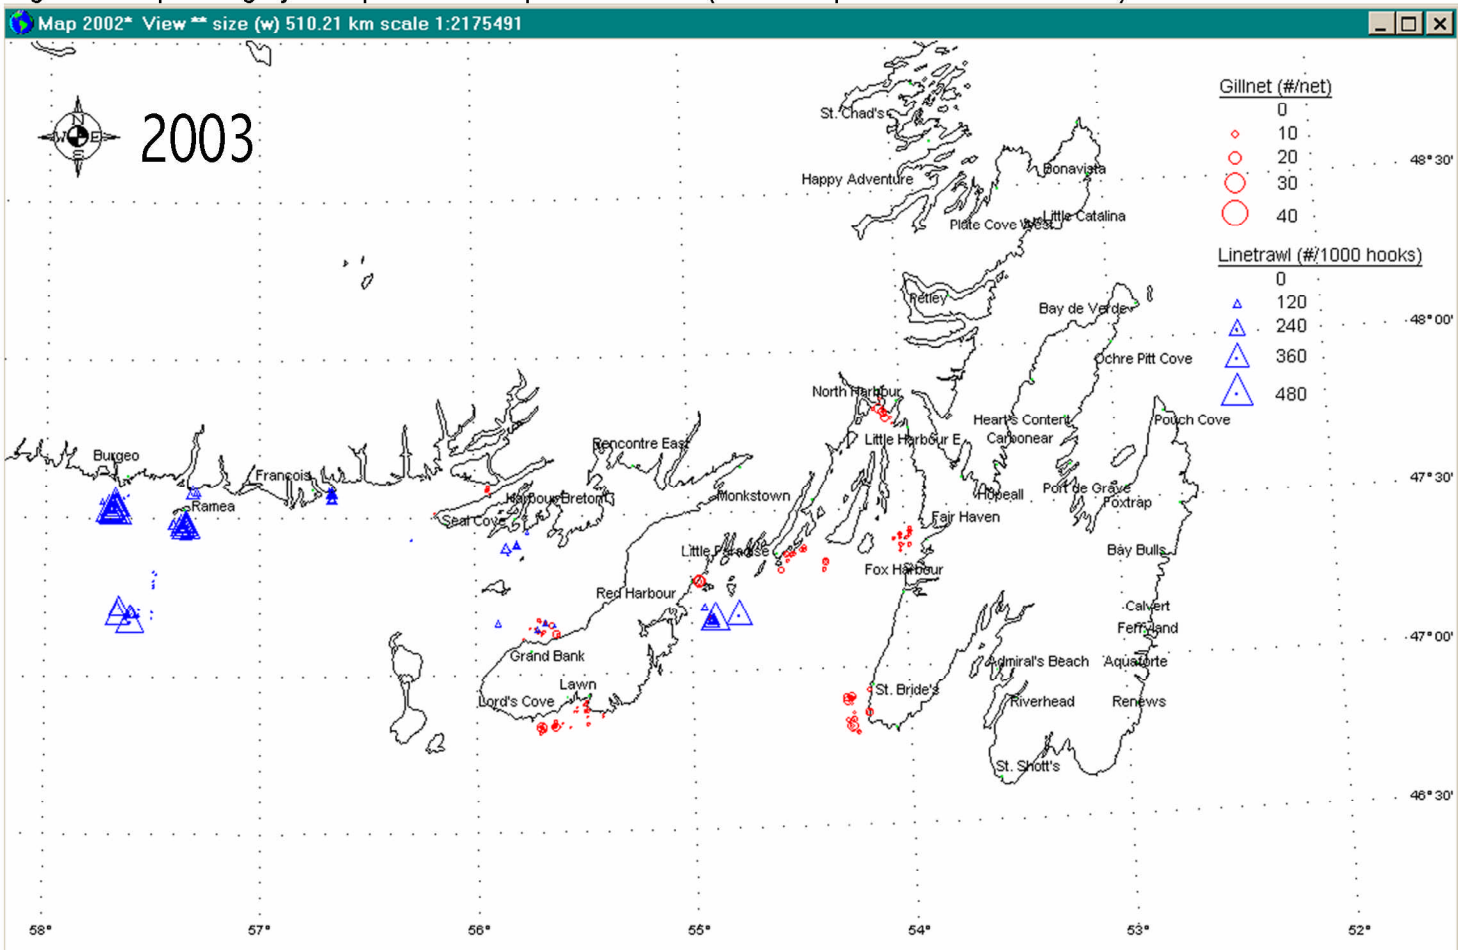 Map 2002* View ** size (w) 510.21 km scale 1:2175491
N
W E
S
2003
Gillnet (#/net)
0
10
20
30
40
Linetrawl (#/1000 hooks)
0
120
240
360
480
St. Chad's
Happy Adventure
Bonavista
Plate Cove West
Little Catalina
48° 30'
Petley
Bay de Verde
48° 00'
Ochre Pitt Cove
North Harbour
Heart's Content
Pouch Cove
Little Harbour E
Carbonear
Rencontre East
Burgeo
Francois
47° 30'
Hopeall
Port de Grave
Foxtrap
Harbour Breton
Monkstown
Ramea
Seal Cove
Fair Haven
Little Paradise
Bay Bulls
Fox Harbour
Red Harbour
Calvert
Ferryland
47° 00'
Grand Bank
Admiral's Beach
Aquaforte
Lawn
St. Bride's
Lord's Cove
Riverhead
Renews
St. Shott's
46° 30'
58°
57°
56°
55°
54°
53°
52°